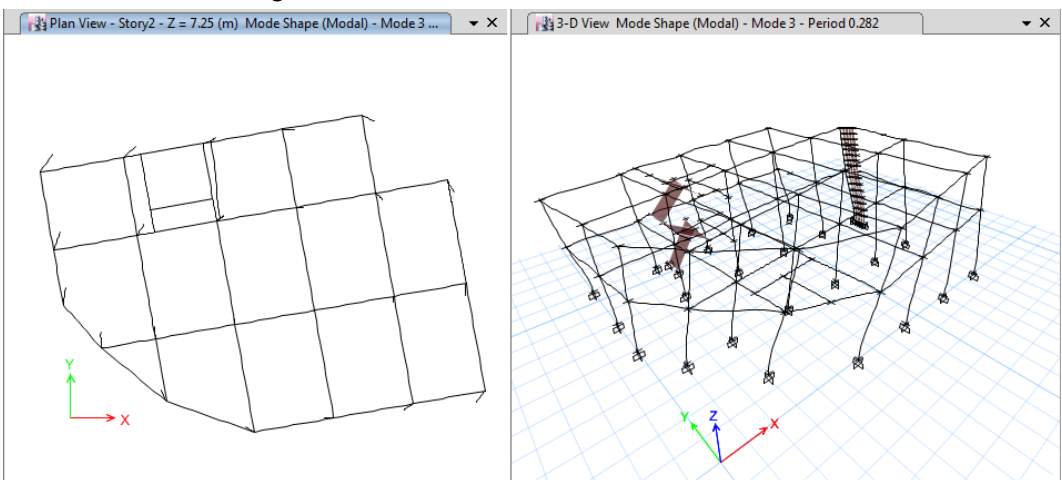 Plan View - Story2 - Z = 7.25 (m) Mode Shape (Modal) - Mode 3 ...
3-D View Mode Shape (Modal) - Mode 3 - Period 0.282
Y
X
Y
Z
X